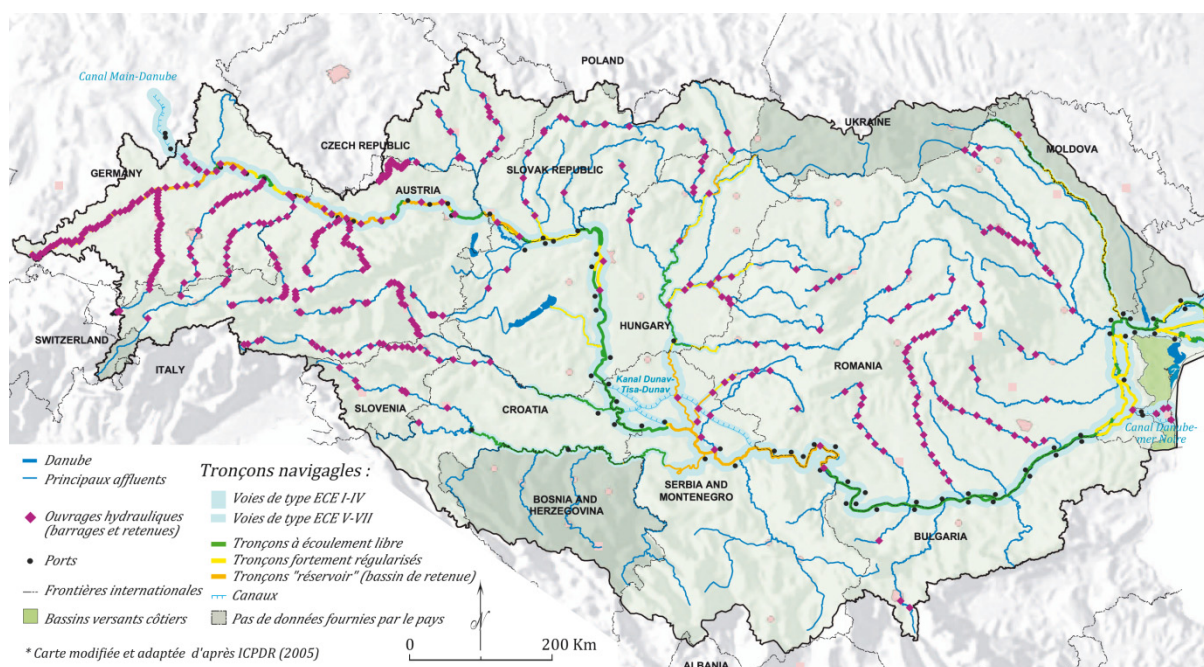 POLAND
Canal Main-Danube
UKRAINE
CZECH REPUBLIC
MOLDOVA
GERMANY
SLOVAK REPUBLIC
AUSTRIA
HUNGARY
SWITZERLAND
ITALY
ROMANIA
Kanal Dunav-
Tisa-Dunav
SLOVENIA
CROATIA
Canal Danube-
mer Noire
SERBIA AND
MONTENEGRO
BOSNIA AND
HERZEGOVINA
BULGARIA
ALBANIA
Danube
Principaux affluents
Ouvrages hydrauliques
(barrages et retenues)
Ports
Frontières internationales
Bassins versants côtiers
* Carte modifiée et adaptée d'après ICPDR (2005)
Tronçons navigagles :
Voies de type ECE I-IV
Voies de type ECE V-VII
Tronçons à écoulement libre
Tronçons fortement régularisés
Tronçons "réservoir" (bassin de retenue)
Canaux
Pas de données fournies par le pays
N
0 200 Km